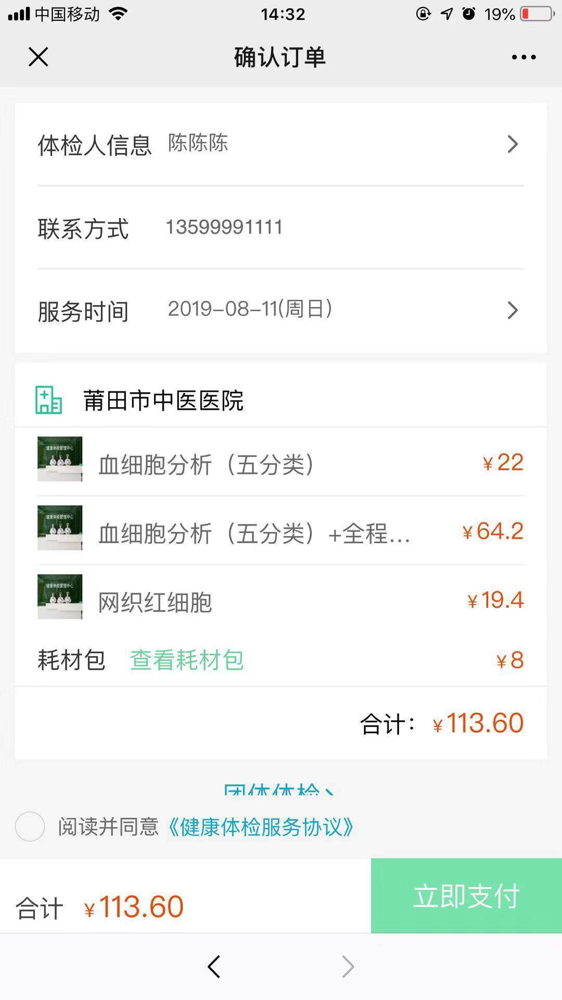 中国移动 14:32 19%
确认订单
体检人信息 陈陈陈
联系方式 13599991111
服务时间 2019-08-11(周日)
莆田市中医医院
健康体检管理中心
血细胞分析（五分类） ¥22
健康体检管理中心
血细胞分析（五分类）+全程... ¥64.2
健康体检管理中心
网织红细胞 ¥19.4
耗材包 查看耗材包 ¥8
合计： ¥113.60
团体体检
阅读并同意《健康体检服务协议》
合计 ¥113.60 立即支付